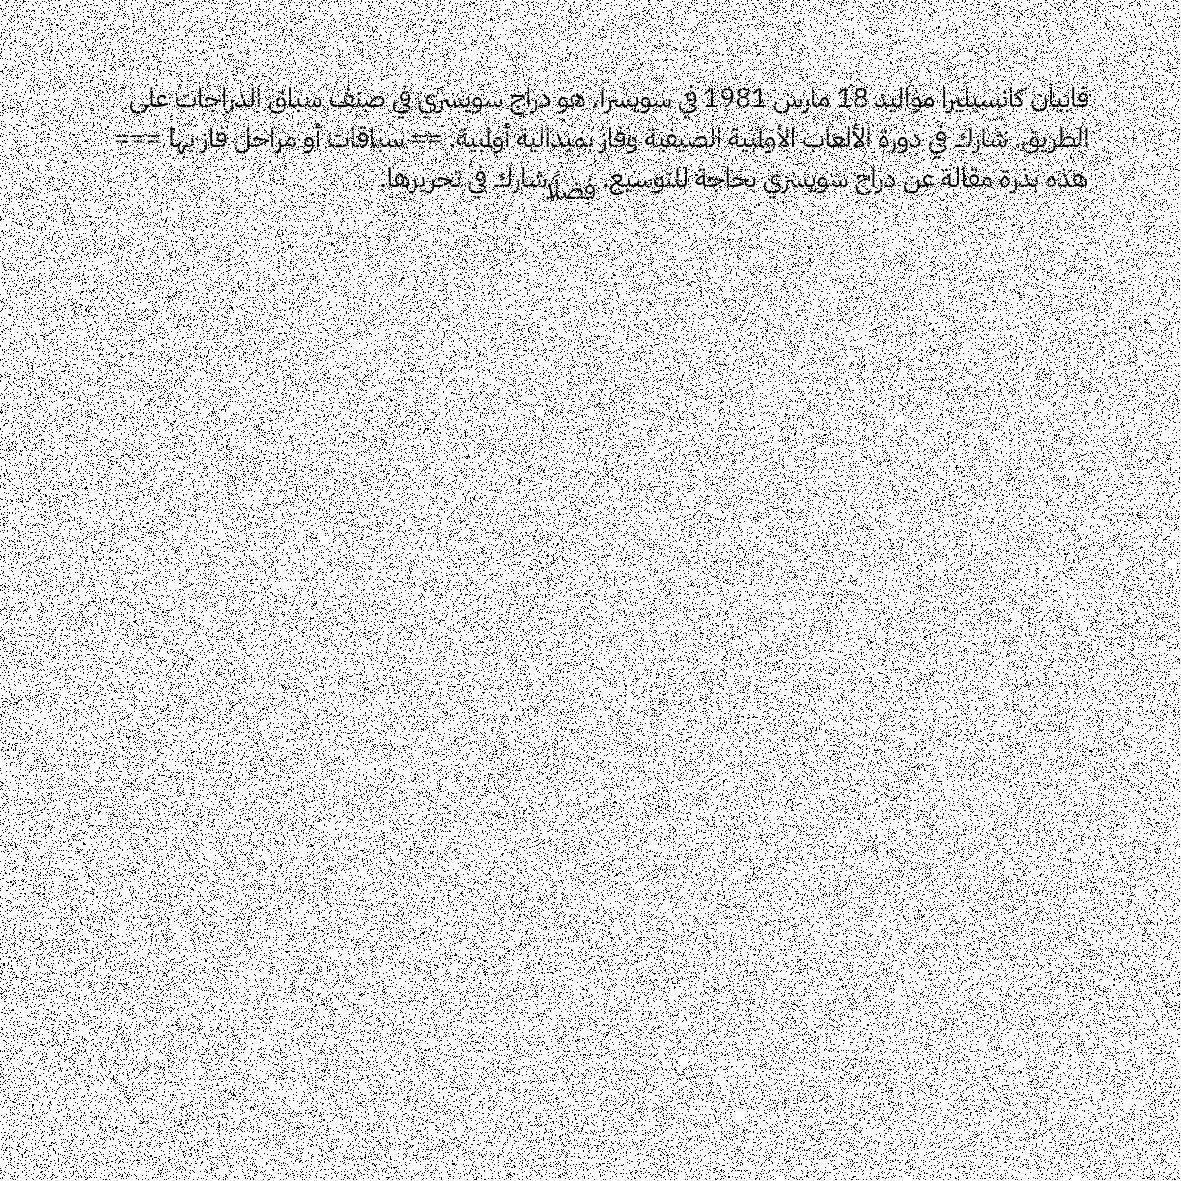 فابيان كانسيلارا مواليد 18 مارس 1981 في سويسرا، هو دراج سويسري في صنف سباق الدراجات على
الطريق. شارك في دورة الألعاب الأولمبية الصيفية وفاز بميدالية أولمبية. == سباقات أو مراحل فاز بها ===
هذه بذرة مقالة عن دراج سويسري بحاجة للتوسيع. فضلاً شارك في تحريرها.